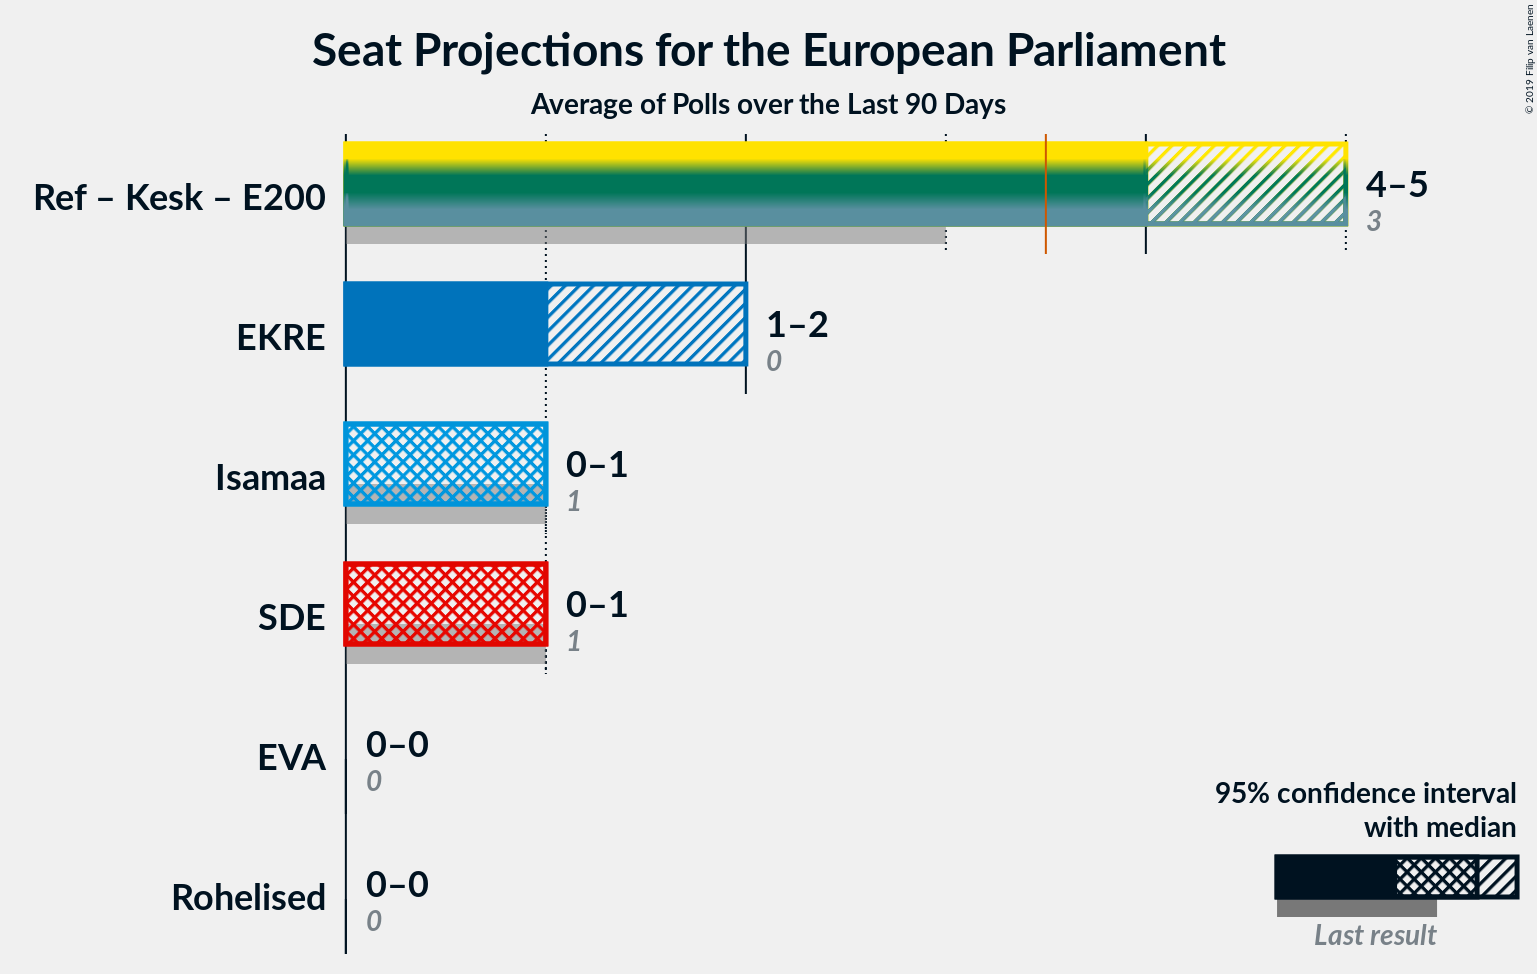 Seat Projections for the European Parliament
Average of Polls over the Last 90 Days
© 2019 Filip van Laenen
Ref – Kesk – E200
4–5
3
EKRE
1–2
0
Isamaa
0–1
1
SDE
0–1
1
EVA
0–0
0
Rohelised
0–0
0
95% confidence interval
with median
Last result